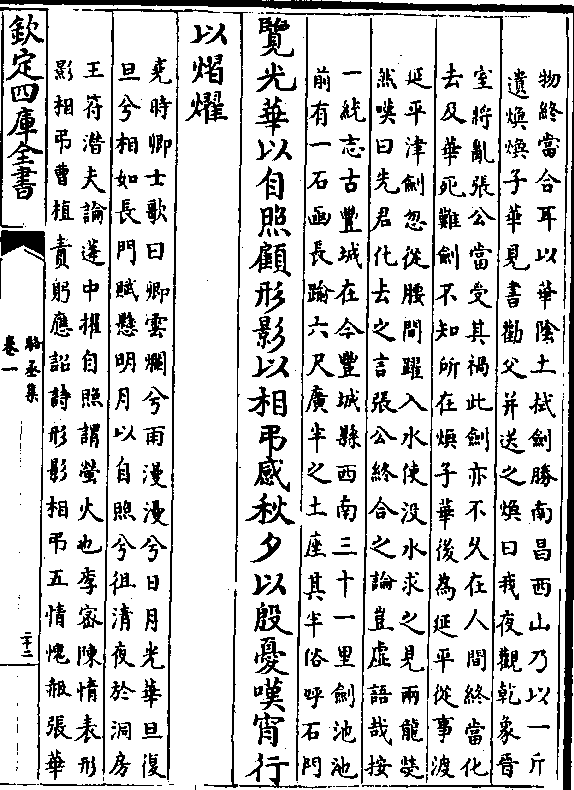 物終當合耳以華陰土拭劍勝南昌西山乃以一斤
遺煥煥子華見書勸父并送之煥曰我夜觀乾象晉
室將亂張公當受其禍此劍亦不久在人間終當化
去及華死難劍不知所在煥子華後為延平從事渡
延平津劍忽從腰間躍入水使没水求之見兩龍㷼
然嘆曰先君化去之言張公終合之論豈虚語哉按
一統志古豐城在今豐城縣西南三十一里劍池池
前有一石函長踰六尺廣半之土座其半俗呼石門
覽光華以自照顧形影以相弔感秋夕以殷憂嘆宵行
以熠燿
堯時卿士歌曰卿雲爛兮雨漫漫兮日月光華旦復
旦兮相如長門賦懸明月以自照兮徂清夜於洞房
王符潛夫論蓬中擢自照謂螢火也李密陳情表形
影相弔曹植責躬應詔詩形影相弔五情愧赧張華
欽定四庫全書
駱丞集
卷一
二十二